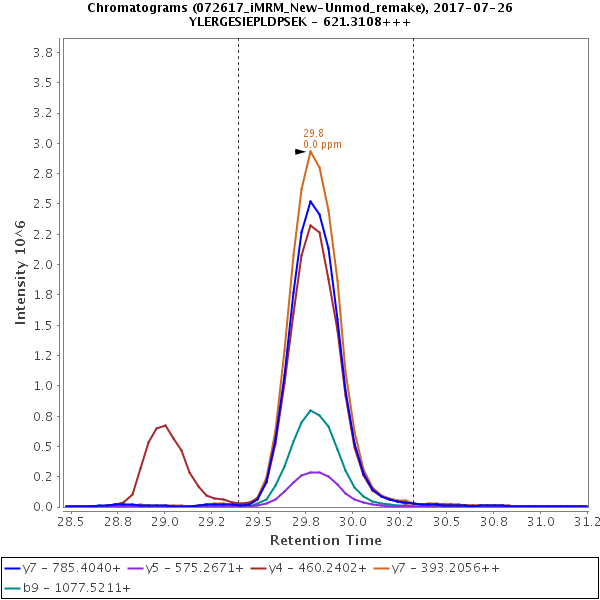 Chromatograms (072617_iMRM_New-Unmod_remake), 2017-07-26
YLERGESIEPLDPSEK - 621.3108+++
3.8
3.5
3.2
3.0
2.8
2.5
2.2
2.0
1.8
1.5
1.2
1.0
0.8
0.5
0.2
0.0
Intensity 10^6
29.8
0.0 ppm
28.5 28.8 29.0 29.2 29.5 29.8 30.0 30.2 30.5 30.8 31.0 31.2
Retention Time
y7 - 785.4040+ y5 - 575.2671+ y4 - 460.2402+ y7 - 393.2056++
b9 - 1077.5211+